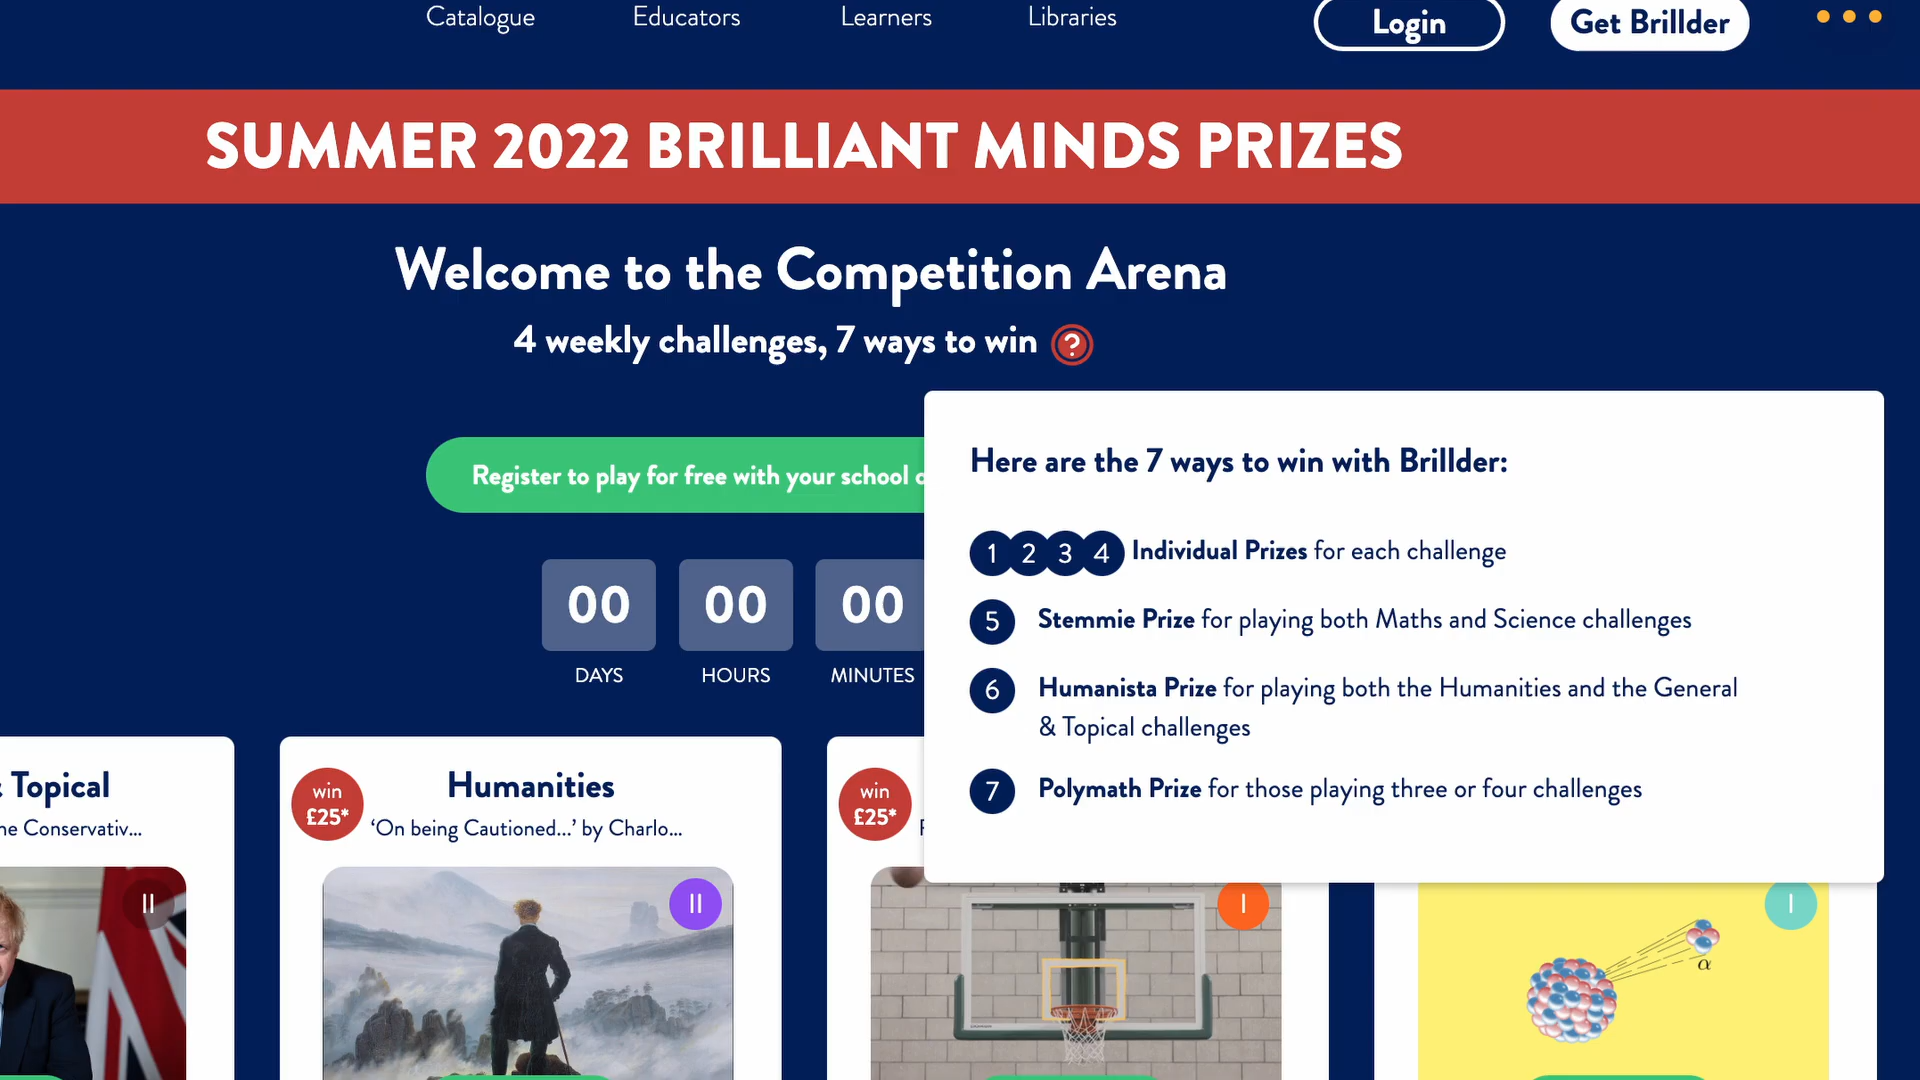 Catalogue
Educators
Learners
Libraries
Login
Get Brillder
SUMMER 2022 BRILLIANT MINDS PRIZES
Welcome to the Competition Arena
4 weekly challenges, 7 ways to win ?
Register to play for free with your school
Here are the 7 ways to win with Brillder:
1 2 3 4 Individual Prizes for each challenge
5 Stemmie Prize for playing both Maths and Science challenges
6 Humanista Prize for playing both the Humanities and the General
& Topical challenges
7 Polymath Prize for those playing three or four challenges
00 00 00
DAYS HOURS MINUTES
Topical
Conservativ...
II
win
£25*
Humanities
‘On being Cautioned...’ by Charlo...
II
win
£25*
I
I
α